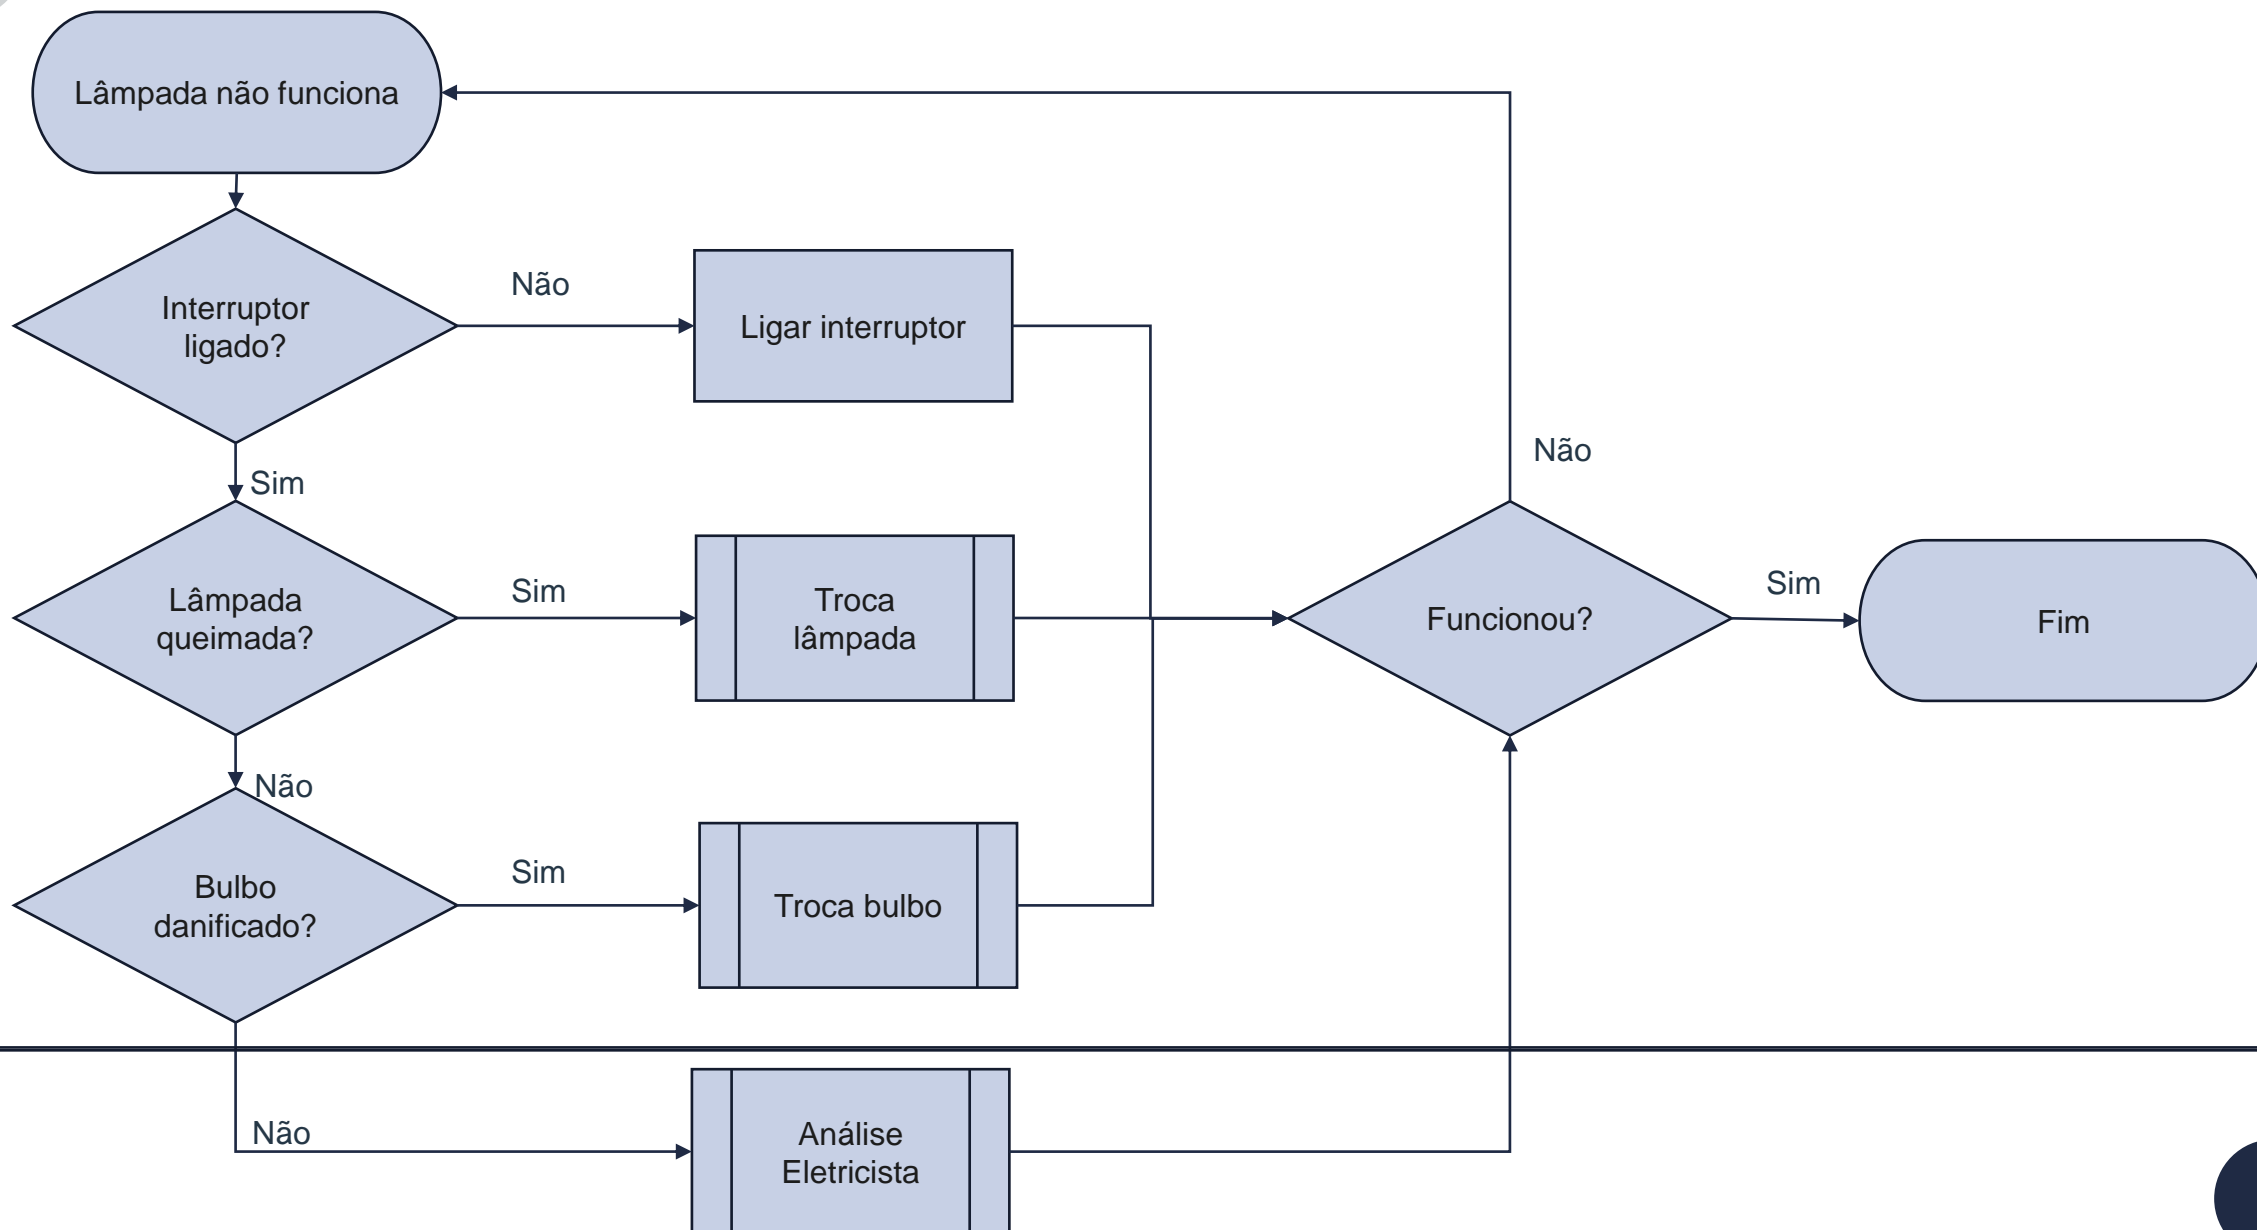 Lâmpada não funciona
Interruptor
ligado?
Não
Ligar interruptor
Sim
Lâmpada
queimada?
Sim
Troca
lâmpada
Não
Bulbo
danificado?
Sim
Troca bulbo
Não
Análise
Eletricista
Funcionou?
Não
Sim
Fim